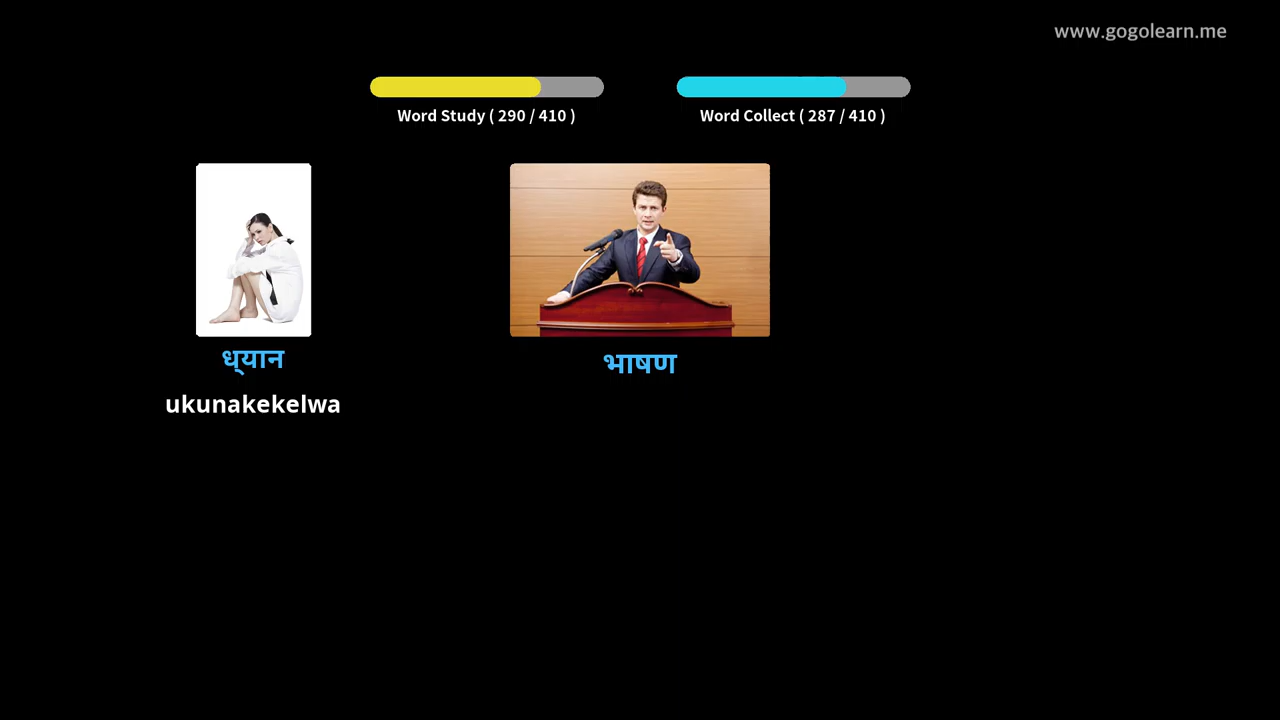 www.gogolearn.me
Word Study ( 290 / 410 )
Word Collect ( 287 / 410 )
ध्यान
भाषण
ukunakekelwa